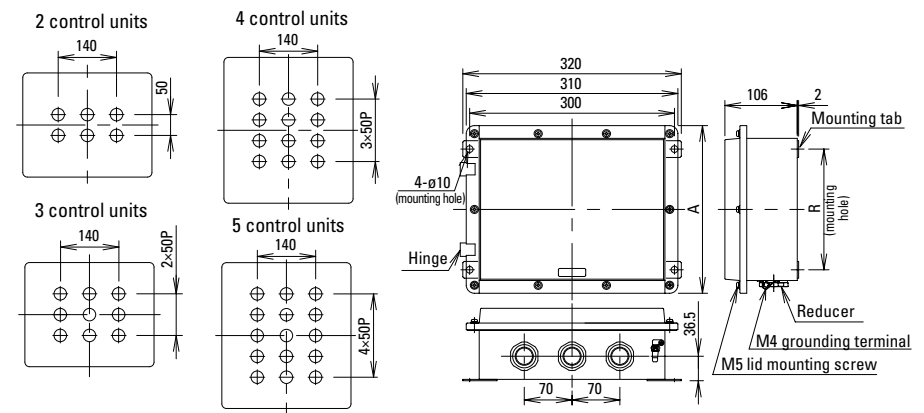 2 control units
140
50
4 control units
140
3×50P
3 control units
140
2×50P
5 control units
140
4×50P
320
310
300
4-ø10
(mounting hole)
Hinge
A
106
2
Mounting tab
R
(mounting
hole)
Reducer
M4 grounding terminal
M5 lid mounting screw
36.5
70
70